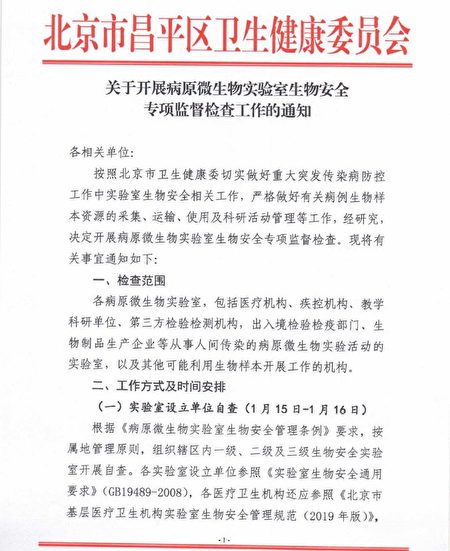 北京市昌平区卫生健康委员会
关于开展病原微生物实验室生物安全
专项监督检查工作的通知
各相关单位:
按照北京市卫生健康委切实做好重大突发传染病防控
工作中实验室生物安全相关工作,严格做好有关病例生物样
本资源的采集、运输、使用及科研活动管理等工作,经研究,
决定开展病原微生物实验室生物安全专项监督检查。现将有
关事宜通知如下:
一、检查范围
各病原微生物实验室,包括医疗机构、疾控机构、教学
科研单位、第三方检验检测机构,出入境检验检疫部门、生
物制品生产企业等从事人间传染的病原微生物实验活动的
实验室,以及其他可能利用生物样本开展工作的机构。
二、工作方式及时间安排
(一)实验室设立单位自查(1月15日-1月16日)
根据《病原微生物实验室生物安全管理条例》要求,按
属地管理原则,组织辖区内一级、二级及三级生物安全实验
室开展自查。各实验室设立单位参照《实验室生物安全通用
要求》(GB19489-2008),各医疗卫生机构还应参照《北京市
基层医疗卫生机构实验室生物安全管理规范(2019年版)》,
-1-